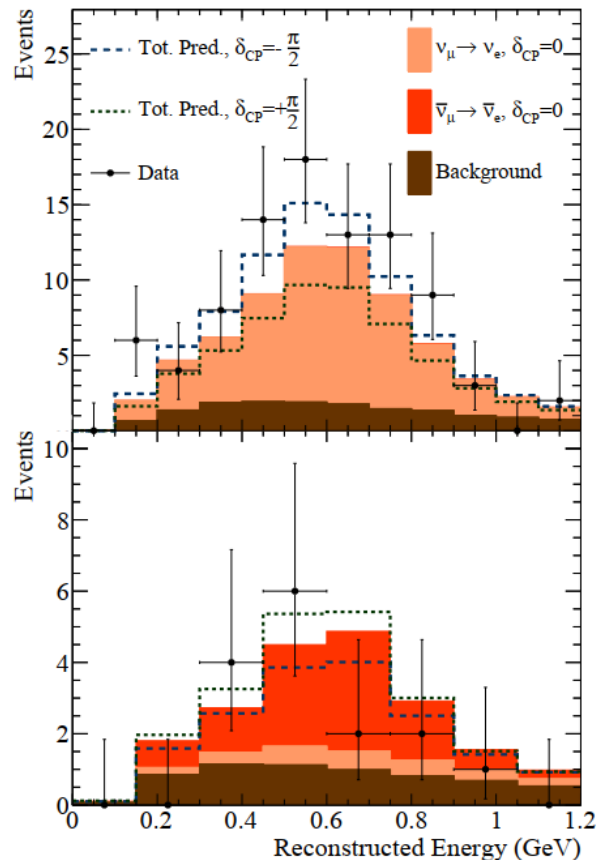 Events
25
20
15
10
5
0
Tot. Pred., δCP=-π/2
Tot. Pred., δCP=+π/2
Data
νμ→ νe, δCP=0
ν̄μ→ ν̄e, δCP=0
Background
Events
10
8
6
4
2
0
0 0.2 0.4 0.6 0.8 1 1.2
Reconstructed Energy (GeV)